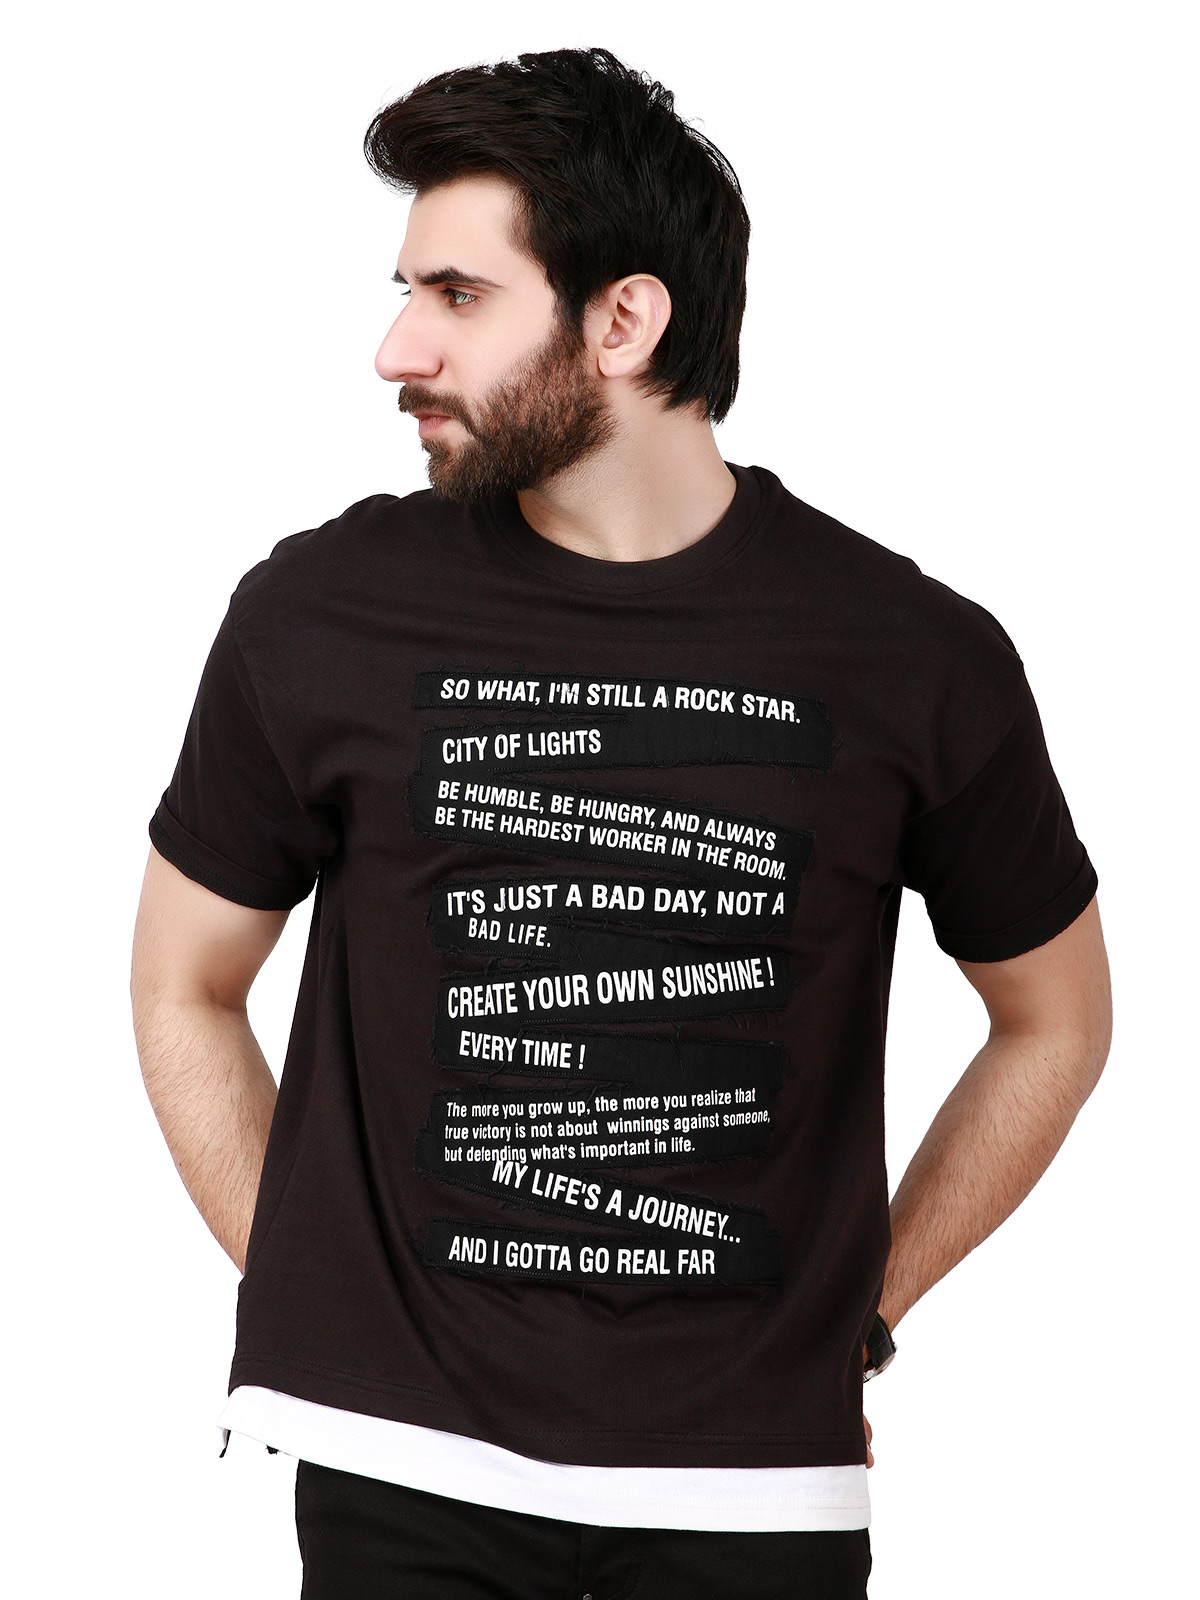 SO WHAT, I'M STILL A ROCK STAR.
CITY OF LIGHTS
BE HUMBLE, BE HUNGRY, AND ALWAYS
BE THE HARDEST WORKER IN THE ROOM.
IT'S JUST A BAD DAY, NOT A
BAD LIFE.
CREATE YOUR OWN SUNSHINE !
EVERY TIME !
The more you grow up, the more you realize that
true victory is not about winnings against someone,
but defending what's important in life.
MY LIFE'S A JOURNEY...
AND I GOTTA GO REAL FAR